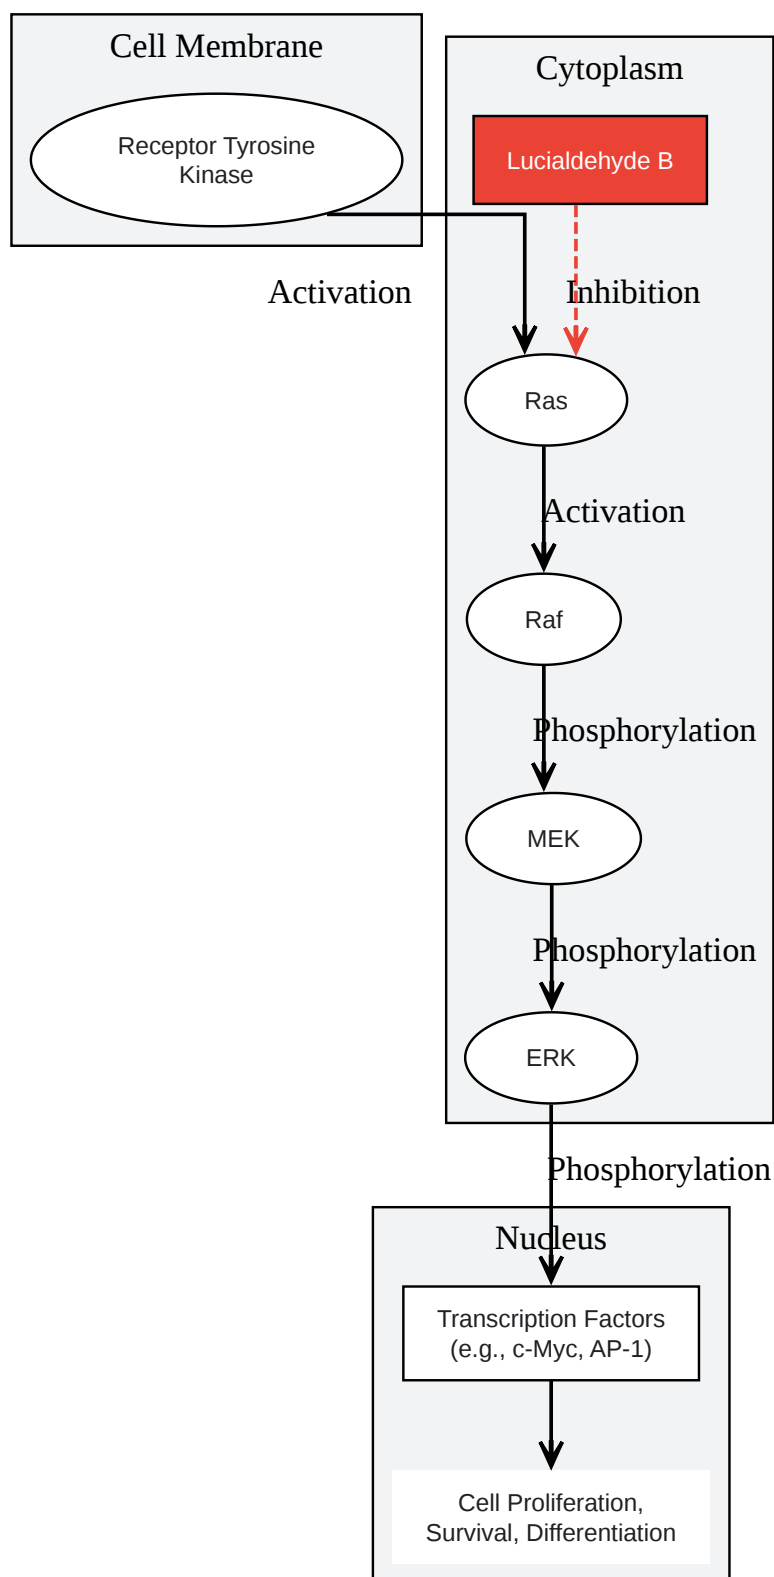 Cell Membrane
Receptor Tyrosine
Kinase
Cytoplasm
Lucialdehyde B
Activation
Inhibition
Ras
Activation
Raf
Phosphorylation
MEK
Phosphorylation
ERK
Phosphorylation
Nucleus
Transcription Factors
(e.g., c-Myc, AP-1)
Cell Proliferation,
Survival, Differentiation